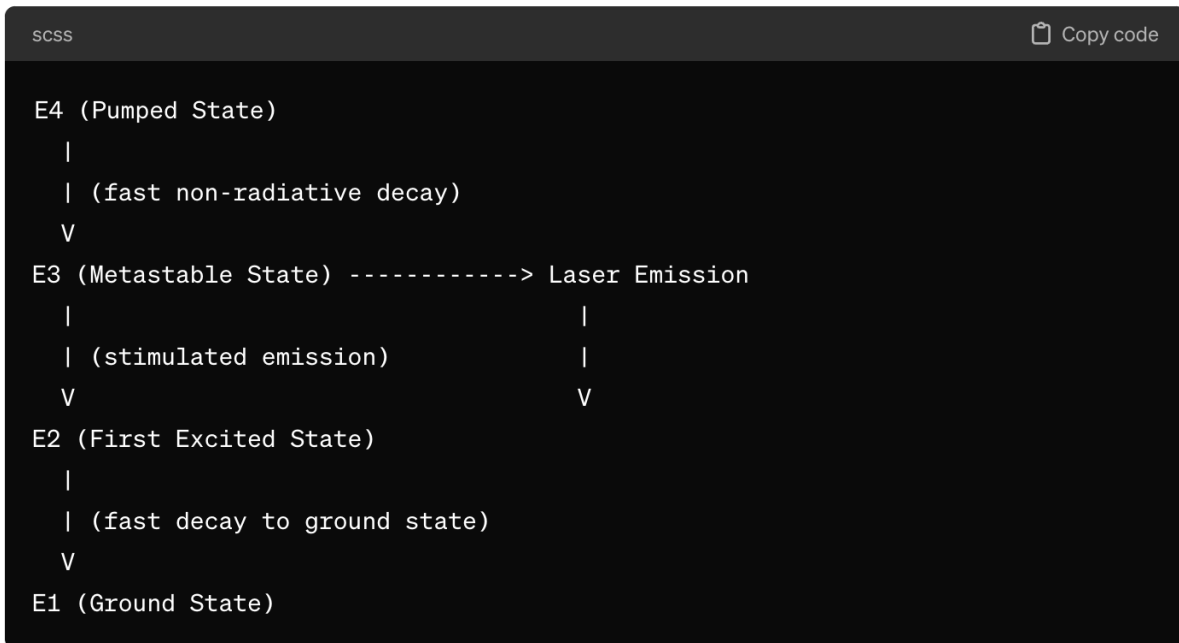 scss Copy code
E4 (Pumped State)
|
| (fast non-radiative decay)
V
E3 (Metastable State) ------------> Laser Emission
| |
| (stimulated emission) |
V V
E2 (First Excited State)
|
| (fast decay to ground state)
V
E1 (Ground State)